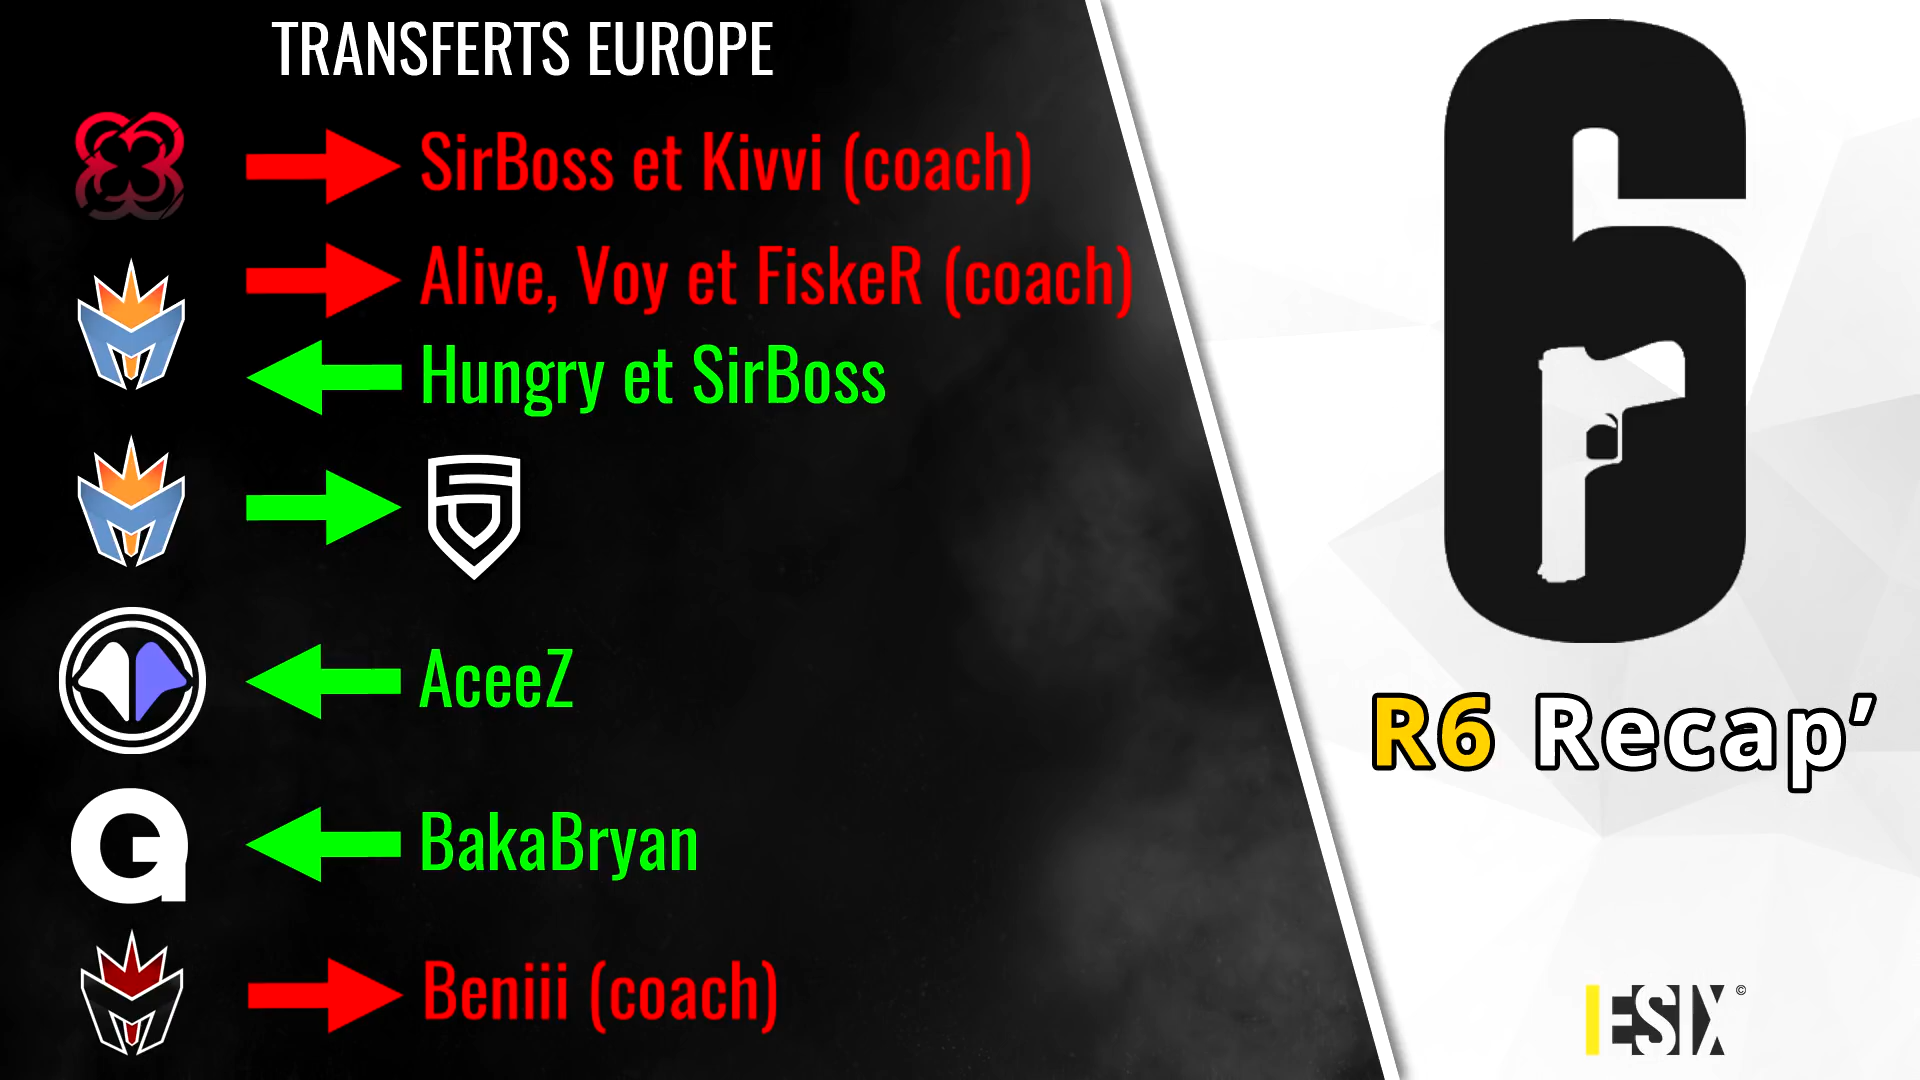 TRANSFERTS EUROPE
SirBoss et Kivvi (coach)
Alive, Voy et FiskeR (coach)
Hungry et SirBoss
AceeZ
BakaBryan
Beniii (coach)
6
R6 Recap’
ESIX©